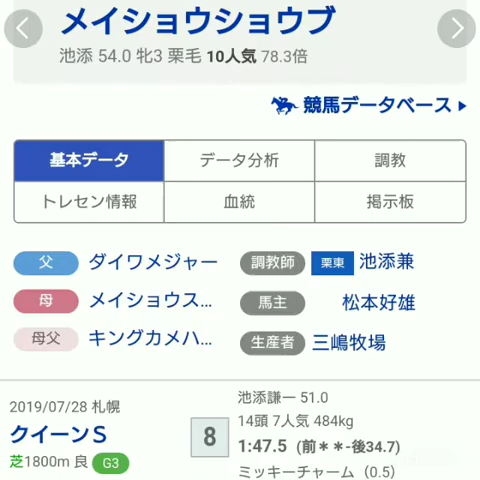 メイショウショウブ
池添 54.0 牝3 栗毛 10人気 78.3倍
競馬データベース
基本データ データ分析 調教
トレセン情報 血統 掲示板
父 ダイワメジャー 調教師 栗東 池添兼
母 メイショウス... 馬主 松本好雄
母父 キングカメハ... 生産者 三嶋牧場
2019/07/28 札幌
クイーンS
芝1800m 良 G3
8
池添謙一 51.0
14頭 7人気 484kg
1:47.5 (前**-後34.7)
ミッキーチャーム (0.5)